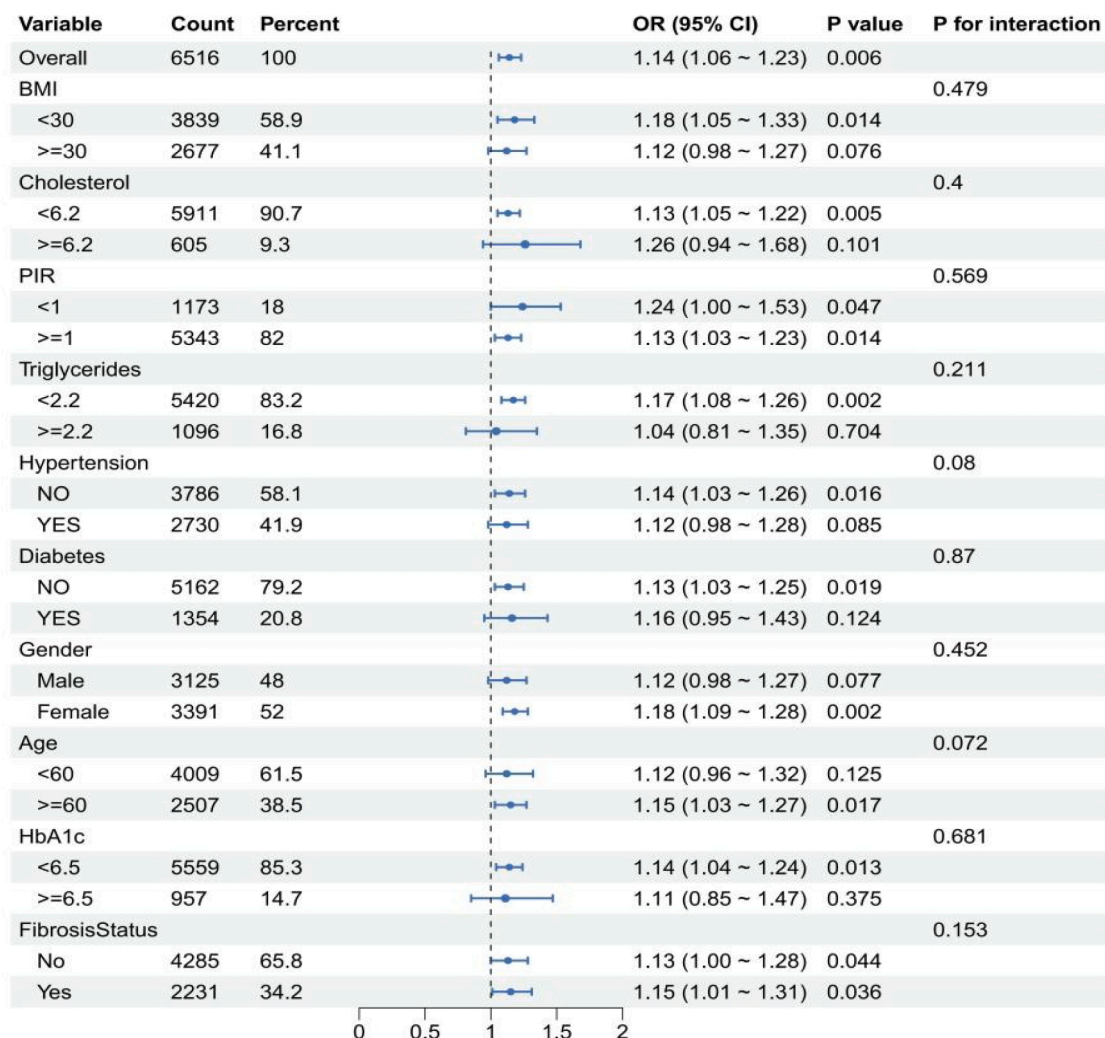 Variable Count Percent OR (95% CI) P value P for interaction
Overall 6516 100 1.14 (1.06 ~ 1.23) 0.006
BMI 0.479
<30 3839 58.9 1.18 (1.05 ~ 1.33) 0.014
>=30 2677 41.1 1.12 (0.98 ~ 1.27) 0.076
Cholesterol 0.4
<6.2 5911 90.7 1.13 (1.05 ~ 1.22) 0.005
>=6.2 605 9.3 1.26 (0.94 ~ 1.68) 0.101
PIR 0.569
<1 1173 18 1.24 (1.00 ~ 1.53) 0.047
>=1 5343 82 1.13 (1.03 ~ 1.23) 0.014
Triglycerides 0.211
<2.2 5420 83.2 1.17 (1.08 ~ 1.26) 0.002
>=2.2 1096 16.8 1.04 (0.81 ~ 1.35) 0.704
Hypertension 0.08
NO 3786 58.1 1.14 (1.03 ~ 1.26) 0.016
YES 2730 41.9 1.12 (0.98 ~ 1.28) 0.085
Diabetes 0.87
NO 5162 79.2 1.13 (1.03 ~ 1.25) 0.019
YES 1354 20.8 1.16 (0.95 ~ 1.43) 0.124
Gender 0.452
Male 3125 48 1.12 (0.98 ~ 1.27) 0.077
Female 3391 52 1.18 (1.09 ~ 1.28) 0.002
Age 0.072
<60 4009 61.5 1.12 (0.96 ~ 1.32) 0.125
>=60 2507 38.5 1.15 (1.03 ~ 1.27) 0.017
HbA1c 0.681
<6.5 5559 85.3 1.14 (1.04 ~ 1.24) 0.013
>=6.5 957 14.7 1.11 (0.85 ~ 1.47) 0.375
FibrosisStatus 0.153
No 4285 65.8 1.13 (1.00 ~ 1.28) 0.044
Yes 2231 34.2 1.15 (1.01 ~ 1.31) 0.036
0 0.5 1 1.5 2